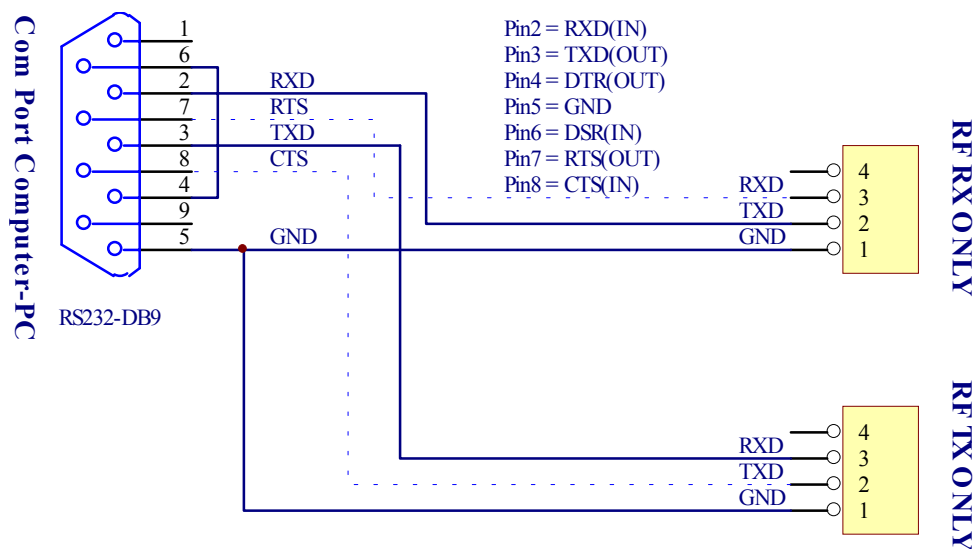 Com Port Computer-PC
1
6
2
7
3
8
4
9
5
RXD
RTS
TXD
CTS
GND
RS232-DB9
Pin2 = RXD(IN)
Pin3 = TXD(OUT)
Pin4 = DTR(OUT)
Pin5 = GND
Pin6 = DSR(IN)
Pin7 = RTS(OUT)
Pin8 = CTS(IN)
RXD
TXD
GND
4
3
2
1
RF RX ONLY
RXD
TXD
GND
4
3
2
1
RF TX ONLY